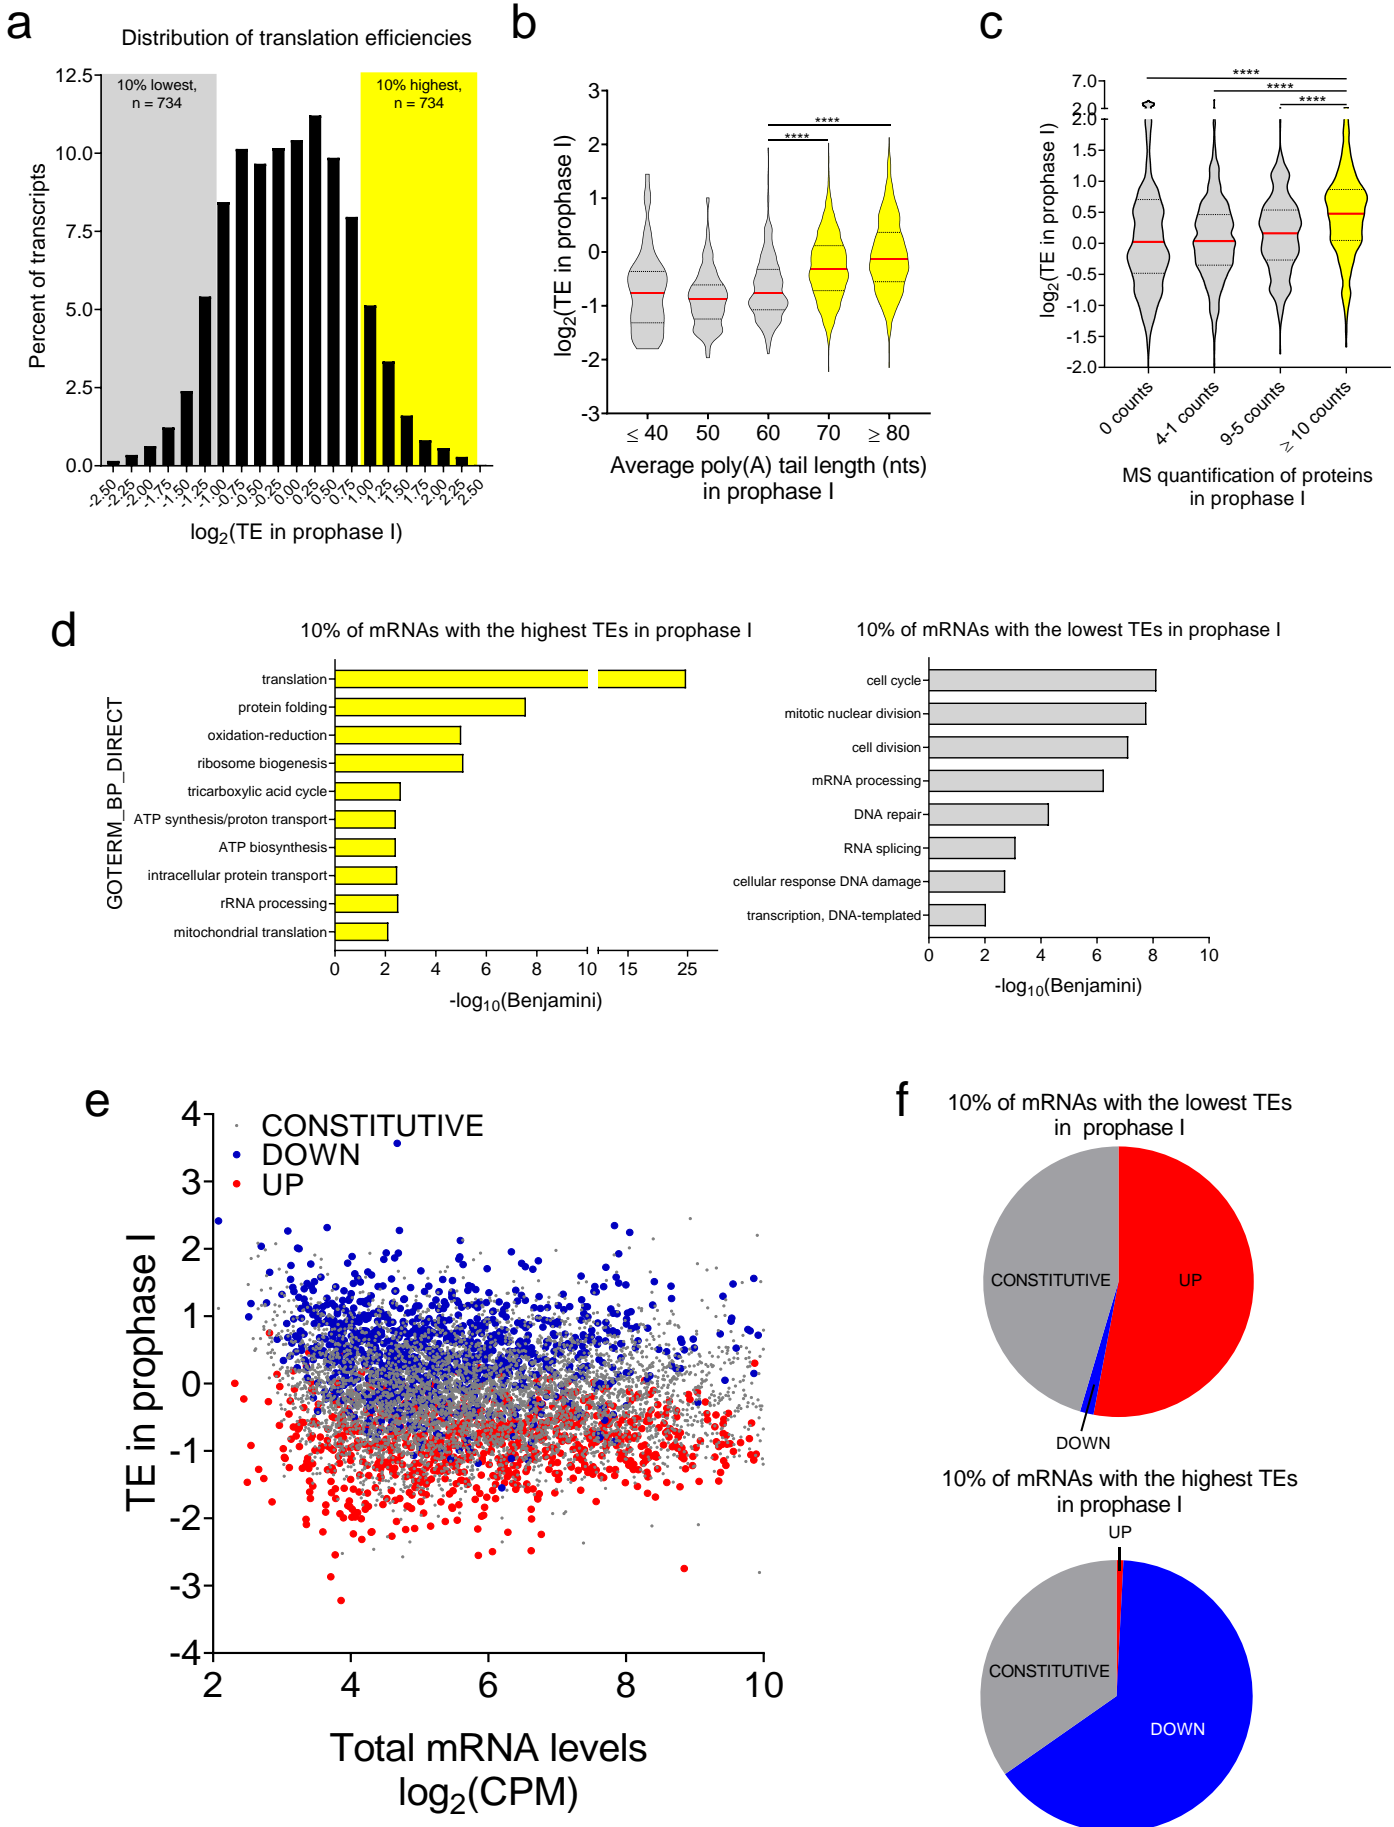 a
Distribution of translation efficiencies
12.5
10.0
7.5
5.0
2.5
0.0
Percent of transcripts
10% lowest,
n = 734
10% highest,
n = 734
-2.50
-2.25
-2.00
-1.75
-1.50
-1.25
-1.00
-0.75
-0.50
-0.25
0.00
0.25
0.50
0.75
1.00
1.25
1.50
1.75
2.00
2.25
2.50
log2(TE in prophase I)
b
3
2
1
0
-1
-2
-3
log2(TE in prophase I)
****
****
≤ 40
50
60
70
≥ 80
Average poly(A) tail length (nts)
in prophase I
c
7.0
2.0
2.0
1.5
1.0
0.5
0.0
-0.5
-1.0
-1.5
-2.0
log2(TE in prophase I)
****
****
****
0 counts
4-1 counts
9-5 counts
≥ 10 counts
MS quantification of proteins
in prophase I
d
10% of mRNAs with the highest TEs in prophase I
GOTERM_BP_DIRECT
translation
protein folding
oxidation-reduction
ribosome biogenesis
tricarboxylic acid cycle
ATP synthesis/proton transport
ATP biosynthesis
intracellular protein transport
rRNA processing
mitochondrial translation
0 2 4 6 8 10 15 25
-log10(Benjamini)
10% of mRNAs with the lowest TEs in prophase I
cell cycle
mitotic nuclear division
cell division
mRNA processing
DNA repair
RNA splicing
cellular response DNA damage
transcription, DNA-templated
0 2 4 6 8 10
-log10(Benjamini)
e
CONSTITUTIVE
DOWN
UP
4
3
2
1
0
-1
-2
-3
-4
TE in prophase I
2 4 6 8 10
Total mRNA levels
log2(CPM)
f
10% of mRNAs with the lowest TEs
in prophase I
CONSTITUTIVE
UP
DOWN
10% of mRNAs with the highest TEs
in prophase I
UP
CONSTITUTIVE
DOWN